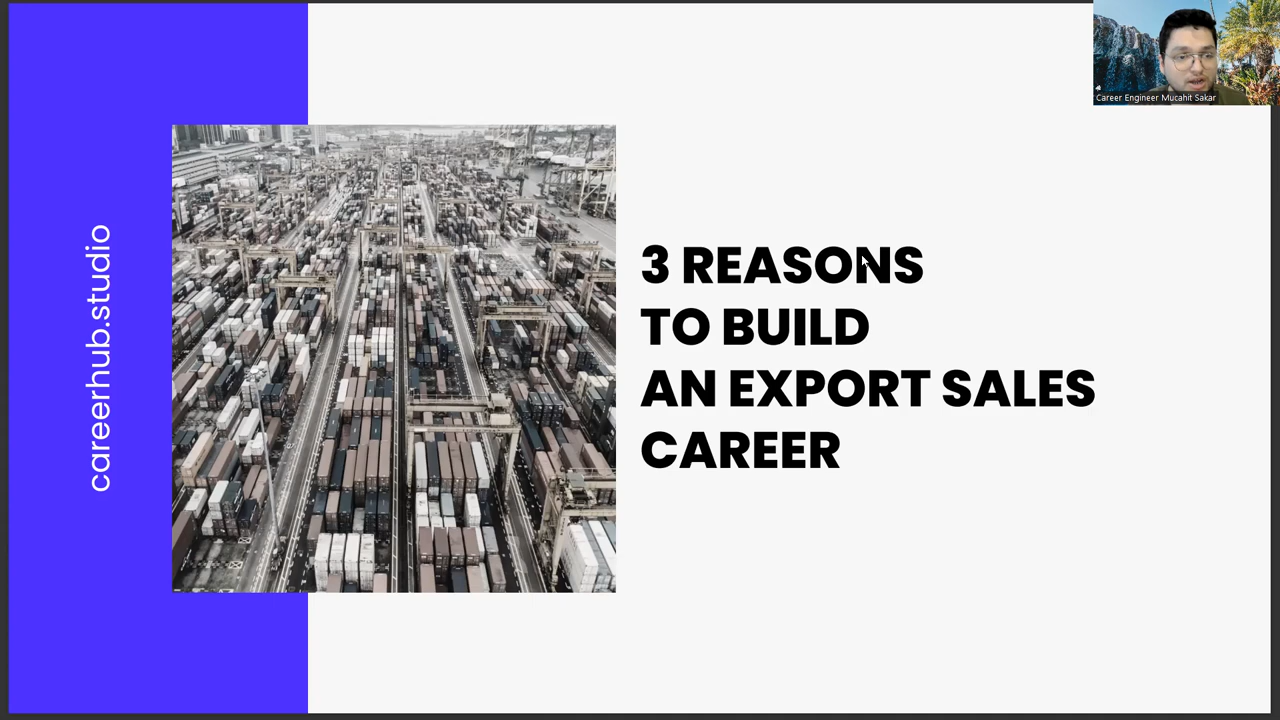 careerhub.studio
3 REASONS
TO BUILD
AN EXPORT SALES
CAREER
Career Engineer Mucahit Sakar